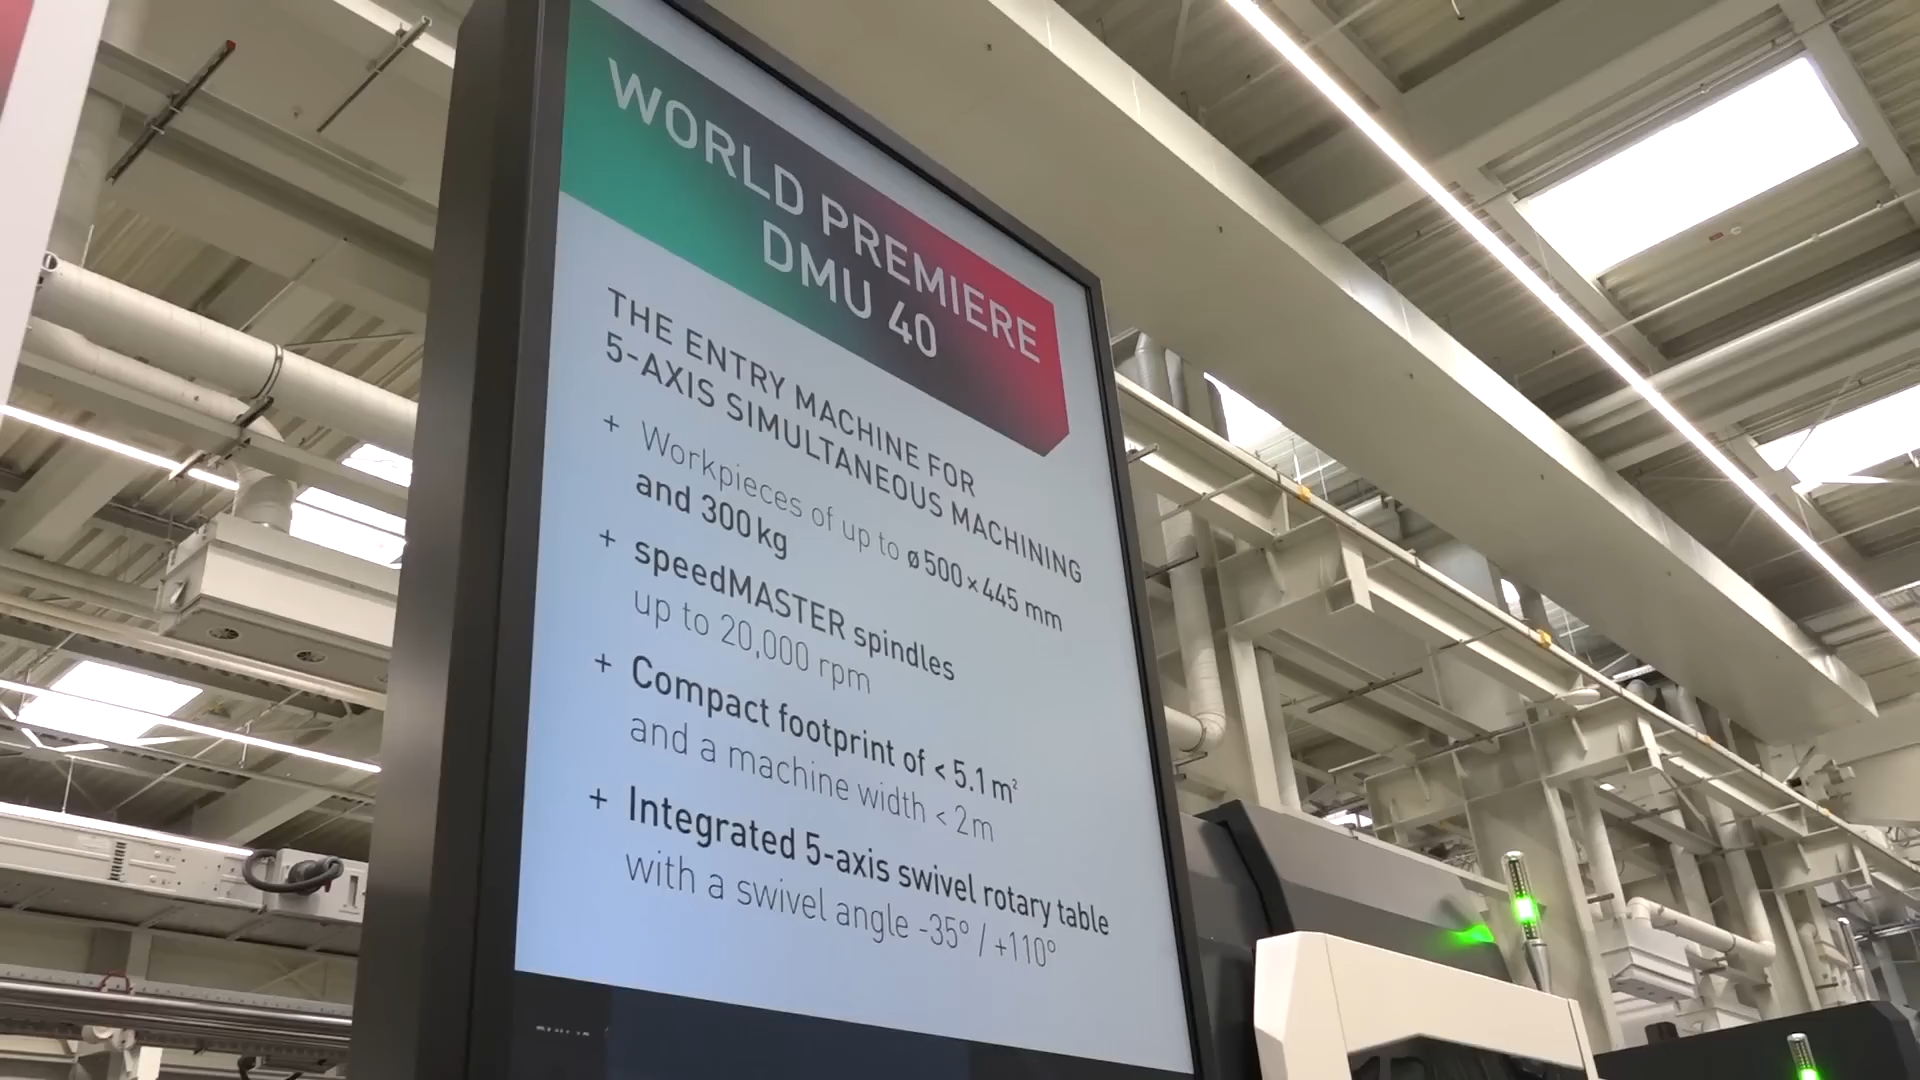 WORLD PREMIERE
DMU 40
THE ENTRY MACHINE FOR
5-AXIS SIMULTANEOUS MACHINING
+ Workpieces of up to ø 500 × 445 mm
and 300 kg
+ speedMASTER spindles
up to 20,000 rpm
+ Compact footprint of < 5.1 m²
and a machine width < 2 m
+ Integrated 5-axis swivel rotary table
with a swivel angle -35° / +110°